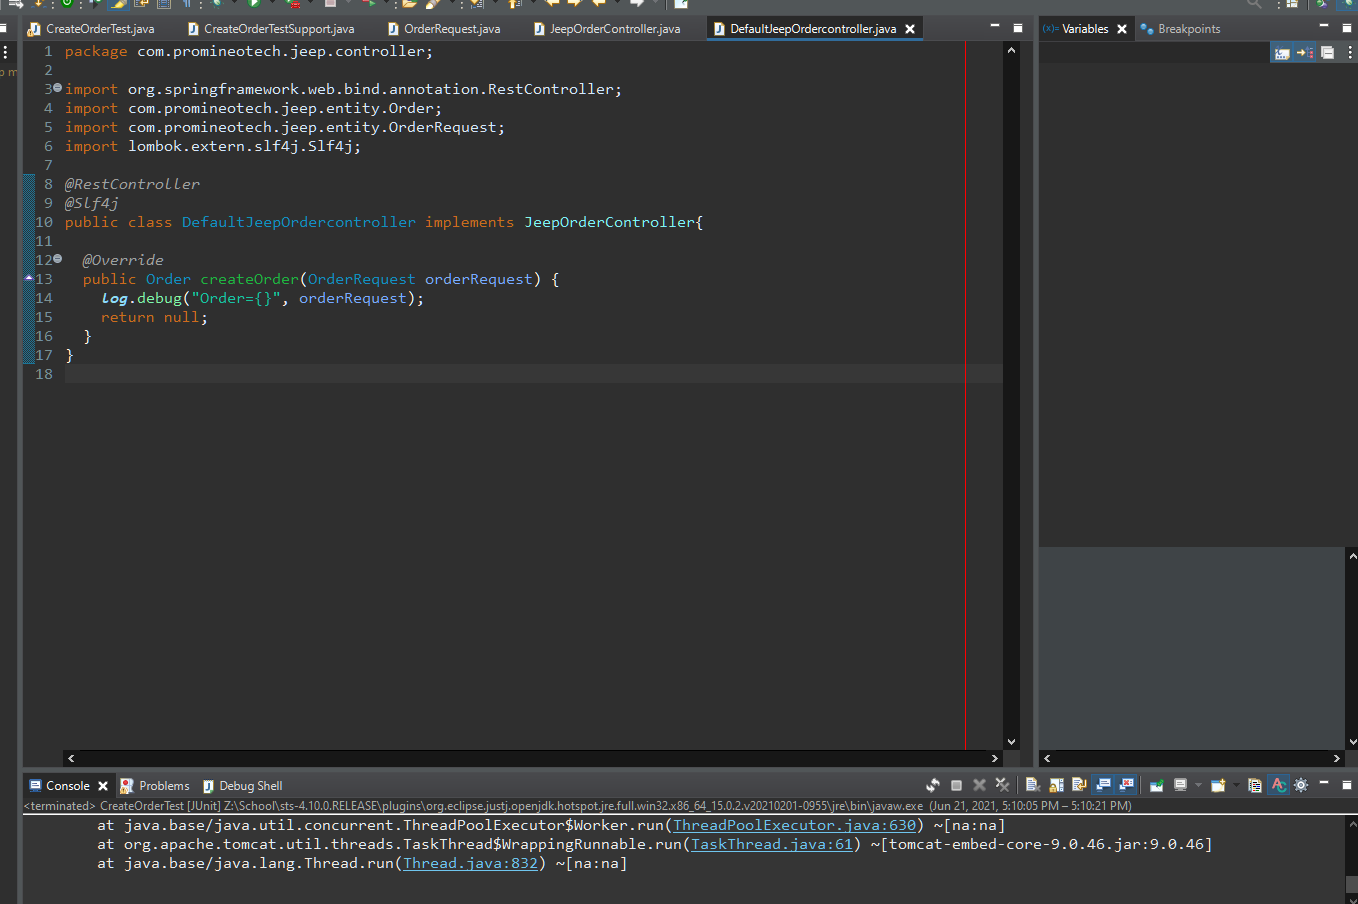 CreateOrderTest.java CreateOrderTestSupport.java OrderRequest.java JeepOrderController.java DefaultJeepOrdercontroller.java
(x)= Variables Breakpoints
1 package com.promineotech.jeep.controller;
2
3 import org.springframework.web.bind.annotation.RestController;
4 import com.promineotech.jeep.entity.Order;
5 import com.promineotech.jeep.entity.OrderRequest;
6 import lombok.extern.slf4j.Slf4j;
7
8 @RestController
9 @Slf4j
10 public class DefaultJeepOrdercontroller implements JeepOrderController{
11
12 @Override
13 public Order createOrder(OrderRequest orderRequest) {
14 log.debug("Order={}", orderRequest);
15 return null;
16 }
17 }
18
Console Problems Debug Shell
<terminated> CreateOrderTest [JUnit] Z:\School\sts-4.10.0.RELEASE\plugins\org.eclipse.justj.openjdk.hotspot.jre.full.win32.x86_64_15.0.2.v20210201-0955\jre\bin\javaw.exe (Jun 21, 2021, 5:10:05 PM – 5:10:21 PM)
at java.base/java.util.concurrent.ThreadPoolExecutor$Worker.run(ThreadPoolExecutor.java:630) ~[na:na]
at org.apache.tomcat.util.threads.TaskThread$WrappingRunnable.run(TaskThread.java:61) ~[tomcat-embed-core-9.0.46.jar:9.0.46]
at java.base/java.lang.Thread.run(Thread.java:832) ~[na:na]